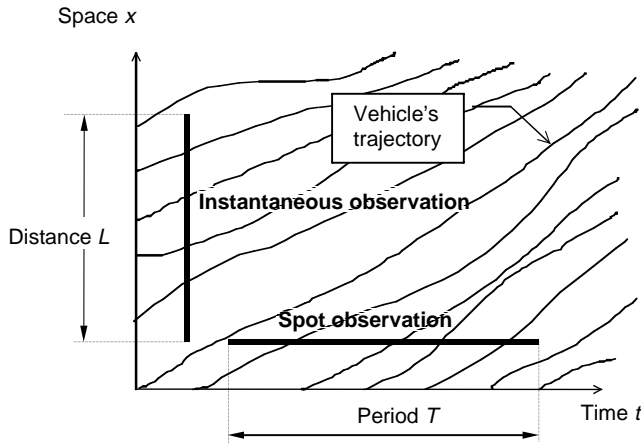 Space x
Vehicle's
trajectory
Instantaneous observation
Distance L
Spot observation
Time t
Period T